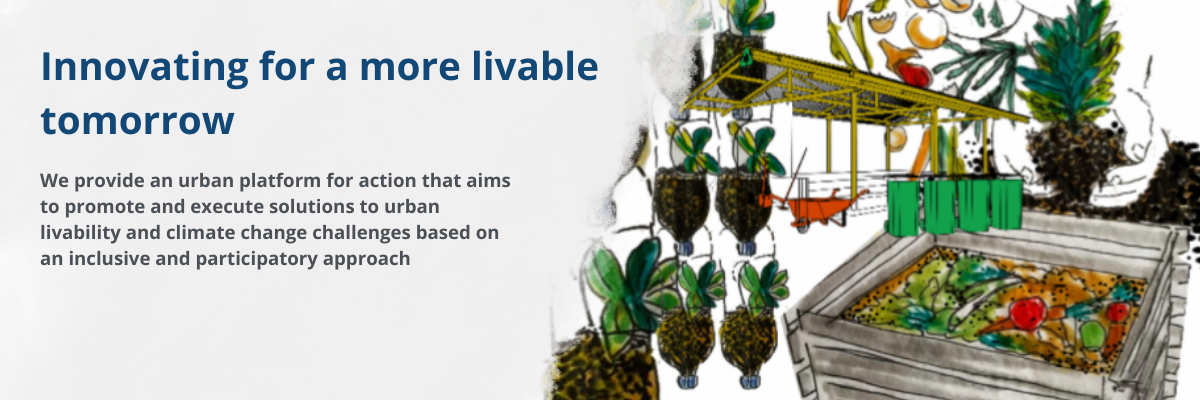 Innovating for a more livable
tomorrow
We provide an urban platform for action that aims
to promote and execute solutions to urban
livability and climate change challenges based on
an inclusive and participatory approach